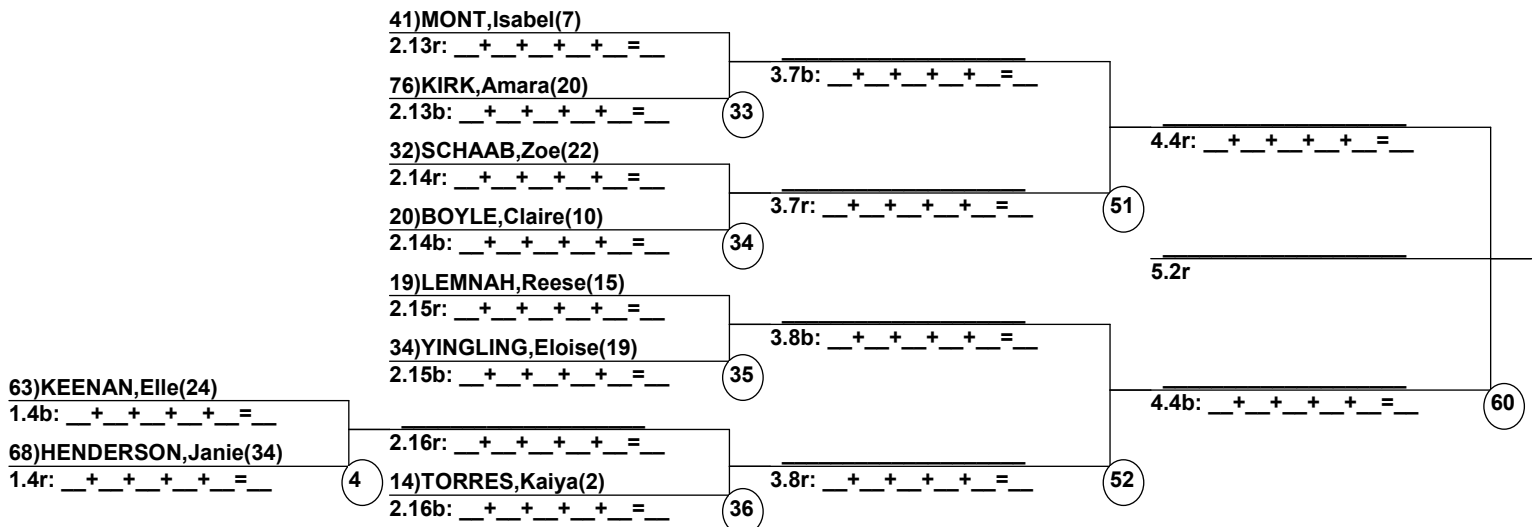 41)MONT,Isabel(7)
2.13r: __+__+__+__+__=__
76)KIRK,Amara(20)
2.13b: __+__+__+__+__=__
33
32)SCHAAB,Zoe(22)
2.14r: __+__+__+__+__=__
20)BOYLE,Claire(10)
2.14b: __+__+__+__+__=__
34
19)LEMNAH,Reese(15)
2.15r: __+__+__+__+__=__
34)YINGLING,Eloise(19)
2.15b: __+__+__+__+__=__
35
63)KEENAN,Elle(24)
1.4b: __+__+__+__+__=__
68)HENDERSON,Janie(34)
1.4r: __+__+__+__+__=__
4
2.16r: __+__+__+__+__=__
14)TORRES,Kaiya(2)
2.16b: __+__+__+__+__=__
36
3.7b: __+__+__+__+__=__
3.7r: __+__+__+__+__=__
51
3.8b: __+__+__+__+__=__
3.8r: __+__+__+__+__=__
52
4.4r: __+__+__+__+__=__
5.2r
4.4b: __+__+__+__+__=__
60